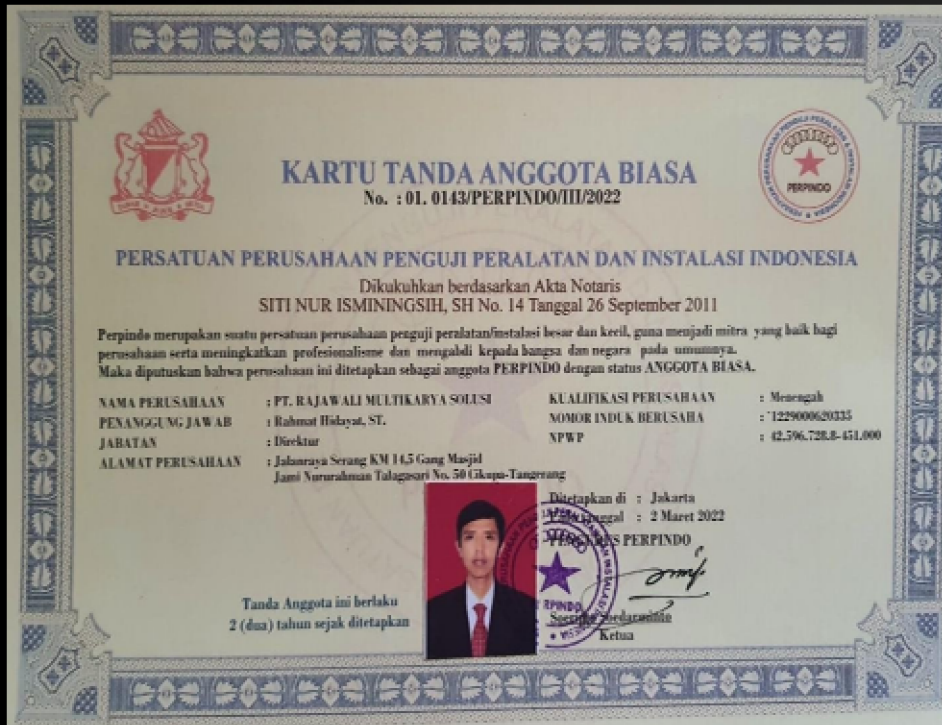 KARTU TANDA ANGGOTA BIASA
No. : 01. 0143/PERPINDO/III/2022
PERPINDO
PERSATUAN PERUSAHAAN PENGUJI PERALATAN DAN INSTALASI INDONESIA
Dikukuhkan berdasarkan Akta Notaris
SITI NUR ISMININGSIH, SH No. 14 Tanggal 26 September 2011
Perpindo merupakan suatu persatuan perusahaan penguji peralatan/instalasi besar dan kecil, guna menjadi mitra yang baik bagi
perusahaan serta meningkatkan profesionalisme dan mengabdi kepada bangsa dan negara pada umumnya.
Maka diputuskan bahwa perusahaan ini ditetapkan sebagai anggota PERPINDO dengan status ANGGOTA BIASA.
NAMA PERUSAHAAN : PT. RAJAWALI MULTIKARYA SOLUSI
PENANGGUNG JAWAB : Rahmat Hidayat, ST.
JABATAN : Direktur
ALAMAT PERUSAHAAN : Jalanraya Serang KM 14,5 Gang Masjid
Jami Nururahman Talagasari No. 50 Cikupa-Tangerang
KUALIFIKASI PERUSAHAAN : Menengah
NOMOR INDUK BERUSAHA : `1229000620335
NPWP : 42.596.728.8-451.000
Ditetapkan di : Jakarta
: 2 Maret 2022
PERPINDO
PERPINDO
Ketua
Tanda Anggota ini berlaku
2 (dua) tahun sejak ditetapkan